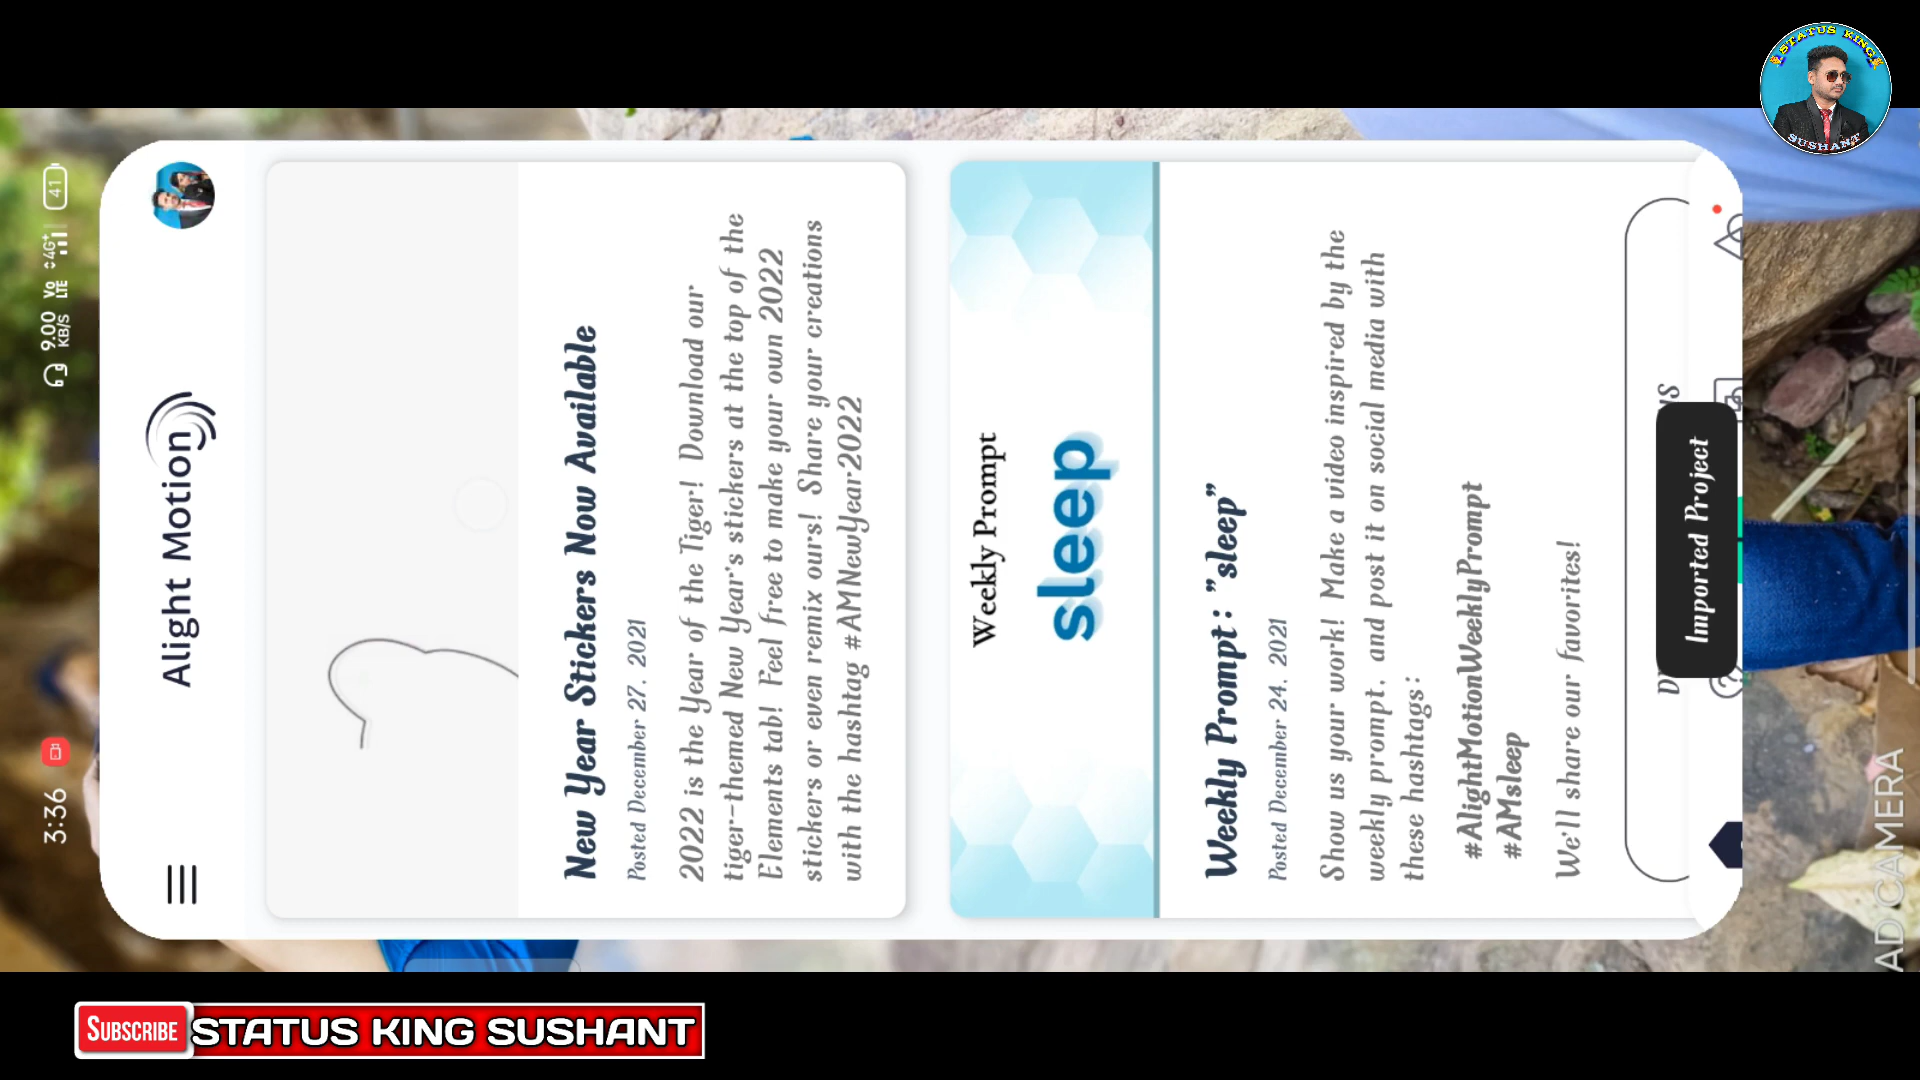 STATUS KING
SUSHANT
3:36
9.00
KB/S
Vo
LTE
4G+
41
Alight Motion
New Year Stickers Now Available
Posted December 27, 2021
2022 is the Year of the Tiger! Download our
tiger-themed New Year's stickers at the top of the
Elements tab! Feel free to make your own 2022
stickers or even remix ours! Share your creations
with the hashtag #AMNewYear2022
Weekly Prompt
sleep
Weekly Prompt: "sleep"
Posted December 24, 2021
Show us your work! Make a video inspired by the
weekly prompt, and post it on social media with
these hashtags:
#AlightMotionWeeklyPrompt
#AMsleep
We'll share our favorites!
Imported Project
AD CAMERA
SUBSCRIBE
STATUS KING SUSHANT